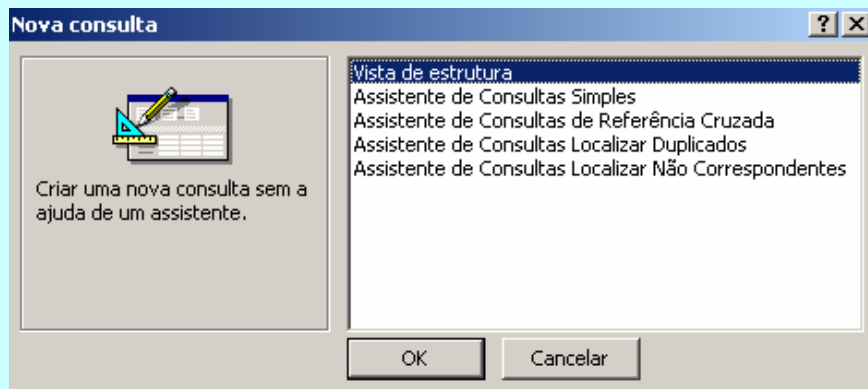 Nova consulta
Vista de estrutura
Assistente de Consultas Simples
Assistente de Consultas de Referência Cruzada
Assistente de Consultas Localizar Duplicados
Assistente de Consultas Localizar Não Correspondentes
Criar uma nova consulta sem a
ajuda de um assistente.
OK
Cancelar